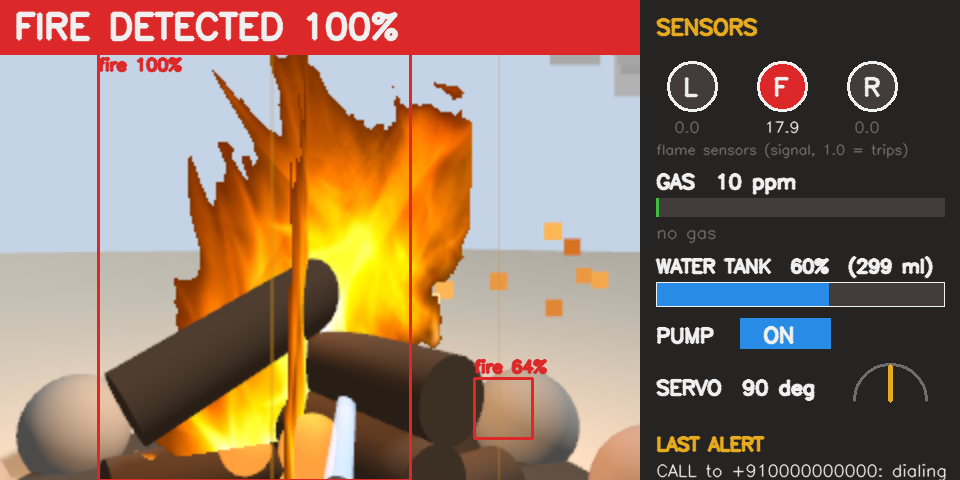 FIRE DETECTED 100%
fire 100%
fire 64%
SENSORS
L F R
0.0 17.9 0.0
flame sensors (signal, 1.0 = trips)
GAS 10 ppm
no gas
WATER TANK 60% (299 ml)
PUMP ON
SERVO 90 deg
LAST ALERT
CALL to +910000000000: dialing